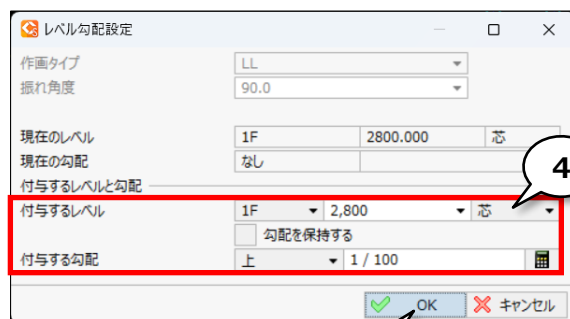 レベル勾配設定
作画タイプ LL
振れ角度 90.0
現在のレベル 1F 2800.000 芯
現在の勾配 なし
付与するレベルと勾配
付与するレベル 1F 2,800 芯
勾配を保持する
付与する勾配 上 1 / 100
4
OK キャンセル